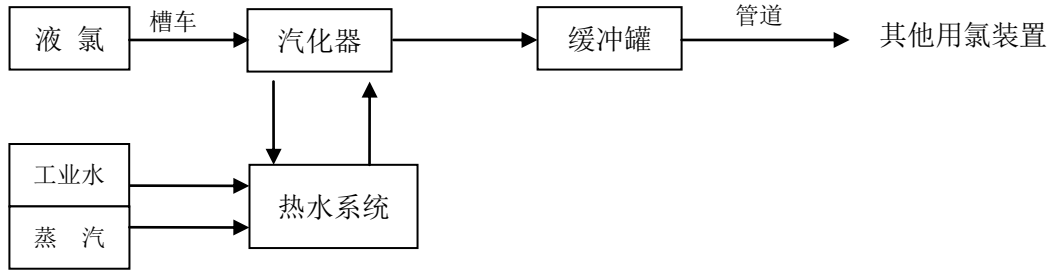 液 氯
槽车
汽化器
缓冲罐
管道
其他用氯装置
工业水
蒸 汽
热水系统